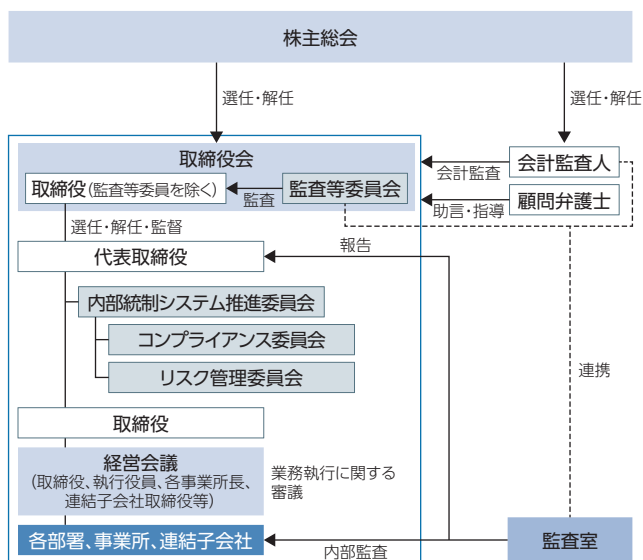 株主総会
選任・解任
選任・解任
取締役会
会計監査
会計監査人
取締役(監査等委員を除く)
監査
監査等委員会
助言・指導
顧問弁護士
選任・解任・監督
代表取締役
報告
内部統制システム推進委員会
コンプライアンス委員会
リスク管理委員会
連携
取締役
経営会議
(取締役、執行役員、各事業所長、
連結子会社取締役等)
業務執行に関する
審議
各部署、事業所、連結子会社
内部監査
監査室